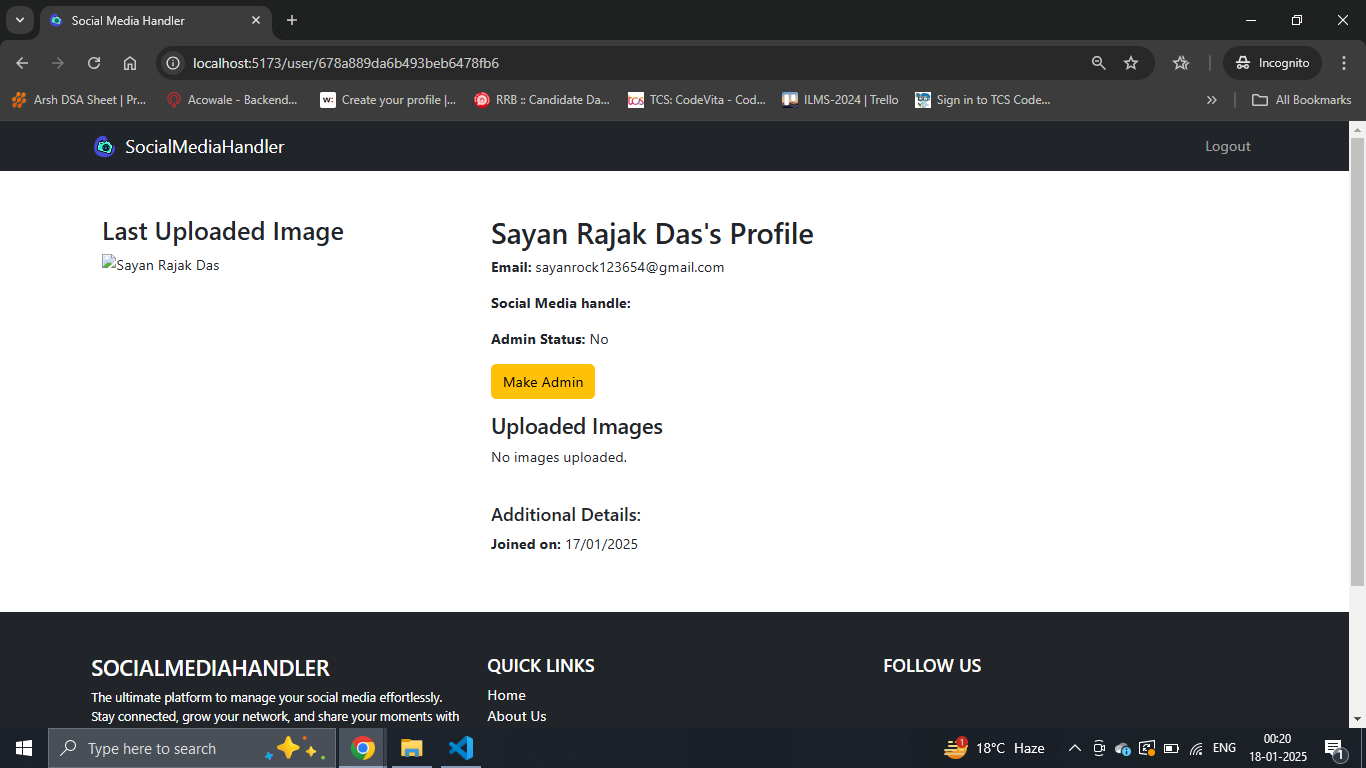 Social Media Handler
localhost:5173/user/678a889da6b493beb6478fb6
Incognito
Arsh DSA Sheet | Pr...
Acowale - Backend...
w:
Create your profile |...
RRB :: Candidate Da...
tcs
TCS: CodeVita - Cod...
ILMS-2024 | Trello
Sign in to TCS Code...
All Bookmarks
SocialMediaHandler
Logout
Last Uploaded Image
Sayan Rajak Das
Sayan Rajak Das's Profile
Email: sayanrock123654@gmail.com
Social Media handle:
Admin Status: No
Make Admin
Uploaded Images
No images uploaded.
Additional Details:
Joined on: 17/01/2025
SOCIALMEDIAHANDLER
The ultimate platform to manage your social media effortlessly.
Stay connected, grow your network, and share your moments with
QUICK LINKS
Home
About Us
FOLLOW US
Type here to search
1
18°C Haze
ENG
00:20
18-01-2025
1